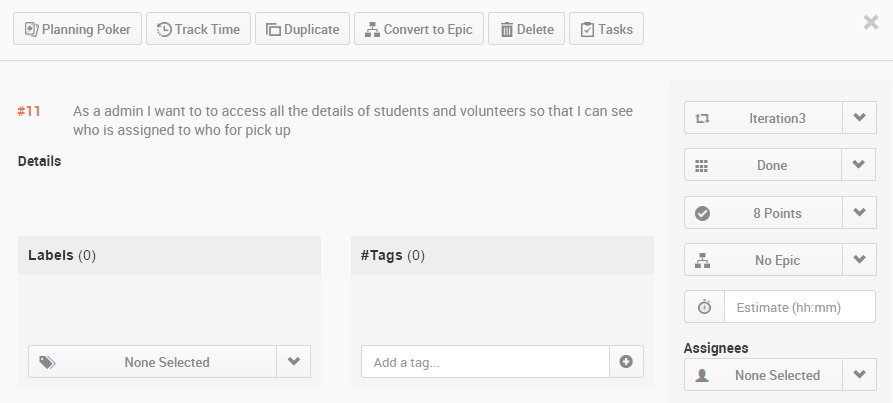 Planning Poker Track Time Duplicate Convert to Epic Delete Tasks
#11 As a admin I want to to access all the details of students and volunteers so that I can see
who is assigned to who for pick up
Details
Labels (0)
None Selected
#Tags (0)
Add a tag...
Iteration3
Done
8 Points
No Epic
Estimate (hh:mm)
Assignees
None Selected